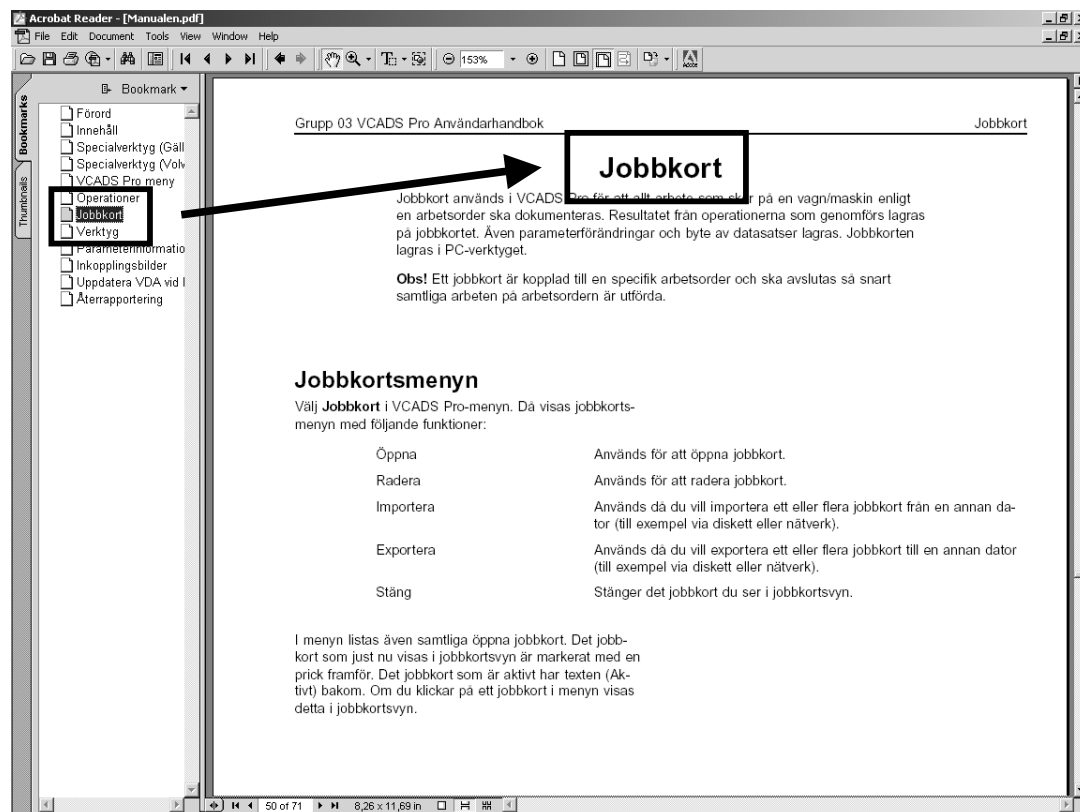 Acrobat Reader - [Manualen.pdf]
File Edit Document Tools View Window Help
153%
Adobe
Bookmarks
Thumbnails
Bookmark
Förord
Innehåll
Specialverktyg (Gäll
Specialverktyg (Volv
VCADS Pro meny
Operationer
Jobbkort
Verktyg
Parameterinformatio
Inkopplingsbilder
Uppdatera VDA vid l
Återrapportering
Grupp 03 VCADS Pro Användarhandbok Jobbkort
Jobbkort
Jobbkort används i VCADS Pro för att allt arbete som sker på en vagn/maskin enligt
en arbetsorder ska dokumenteras. Resultatet från operationerna som genomförs lagras
på jobbkortet. Även parameterförändringar och byte av datasatser lagras. Jobbkorten
lagras i PC-verktyget.
Obs! Ett jobbkort är kopplad till en specifik arbetsorder och ska avslutas så snart
samtliga arbeten på arbetsordern är utförda.
Jobbkortsmenyn
Välj Jobbkort i VCADS Pro-menyn. Då visas jobbkorts-
menyn med följande funktioner:
Öppna Används för att öppna jobbkort.
Radera Används för att radera jobbkort.
Importera Används då du vill importera ett eller flera jobbkort från en annan da-
tor (till exempel via diskett eller nätverk).
Exportera Används då du vill exportera ett eller flera jobbkort till en annan dator
(till exempel via diskett eller nätverk).
Stäng Stänger det jobbkort du ser i jobbkortsvyn.
I menyn listas även samtliga öppna jobbkort. Det jobb-
kort som just nu visas i jobbkortsvyn är markerat med en
prick framför. Det jobbkort som är aktivt har texten (Ak-
tivt) bakom. Om du klickar på ett jobbkort i menyn visas
detta i jobbkortsvyn.
50 of 71 8,26 x 11,69 in